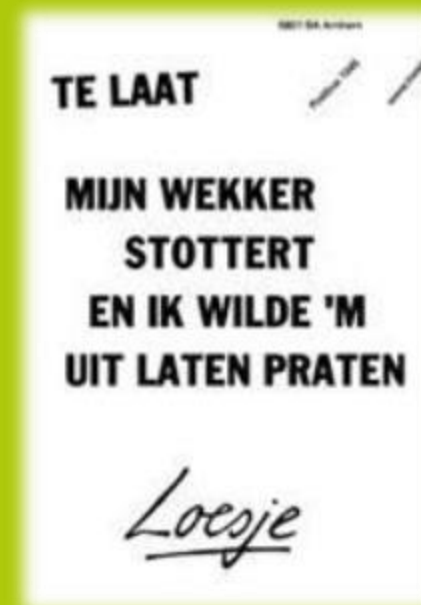 TE LAAT
MIJN WEKKER
STOTTERT
EN IK WILDE 'M
UIT LATEN PRATEN
Loesje